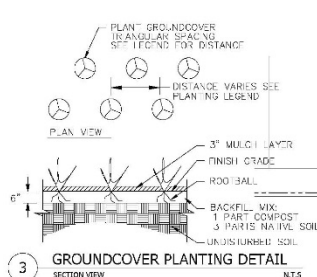 PLANT GROUNDCOVER
TRIANGULAR SPACING
SEE LEGEND FOR DISTANCE
DISTANCE VARIES SEE
PLANTING LEGEND
PLAN VIEW
3" MULCH LAYER
FINISH GRADE
ROOTBALL
6"
BACKFILL MIX:
1 PART COMPOST
3 PARTS NATIVE SOIL
UNDISTURBED SOIL
3
GROUNDCOVER PLANTING DETAIL
SECTION VIEW
N.T.S